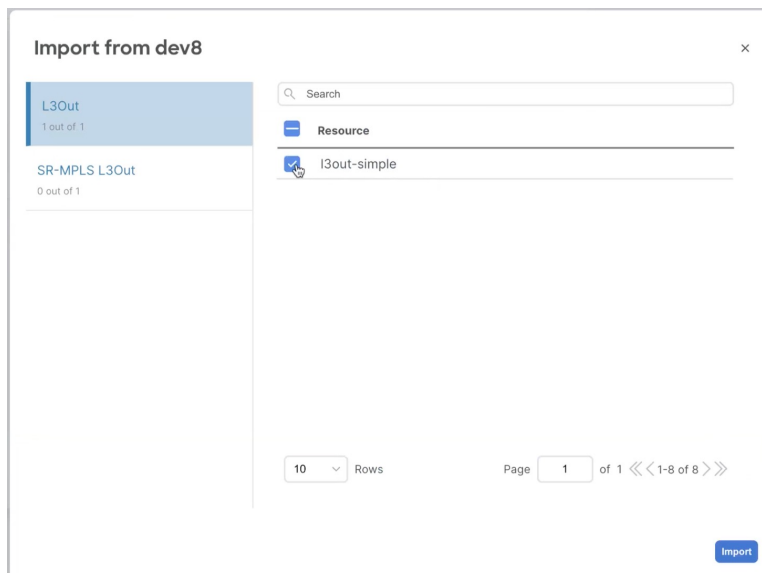 Import from dev8
L3Out
1 out of 1
SR-MPLS L3Out
0 out of 1
Search
Resource
l3out-simple
10 Rows Page 1 of 1 1-8 of 8
Import